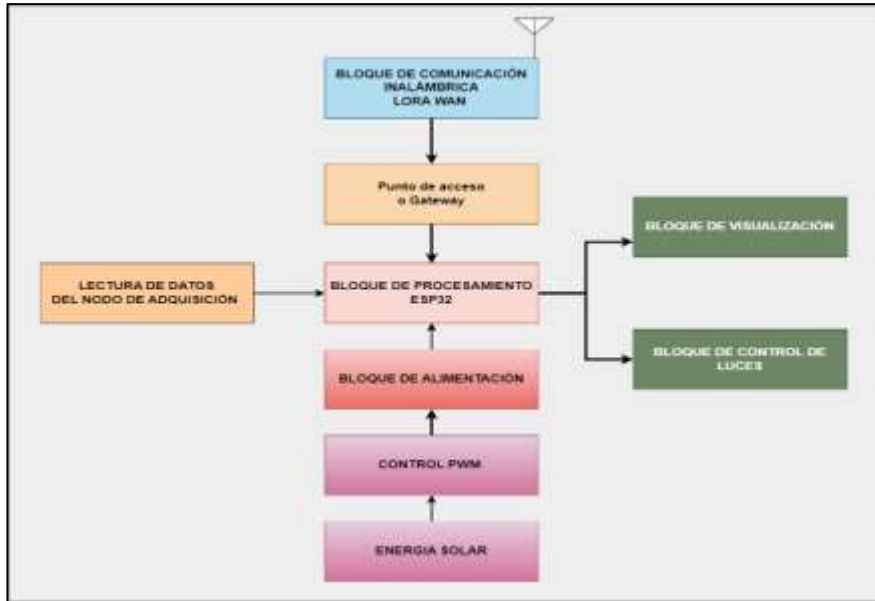 BLOQUE DE COMUNICACIÓN
INALÁMBRICA
LORA WAN
Punto de acceso
o Gateway
LECTURA DE DATOS
DEL NODO DE ADQUISICIÓN
BLOQUE DE PROCESAMIENTO
ESP32
BLOQUE DE VISUALIZACIÓN
BLOQUE DE CONTROL DE
LUCES
BLOQUE DE ALIMENTACIÓN
CONTROL PWM
ENERGIA SOLAR